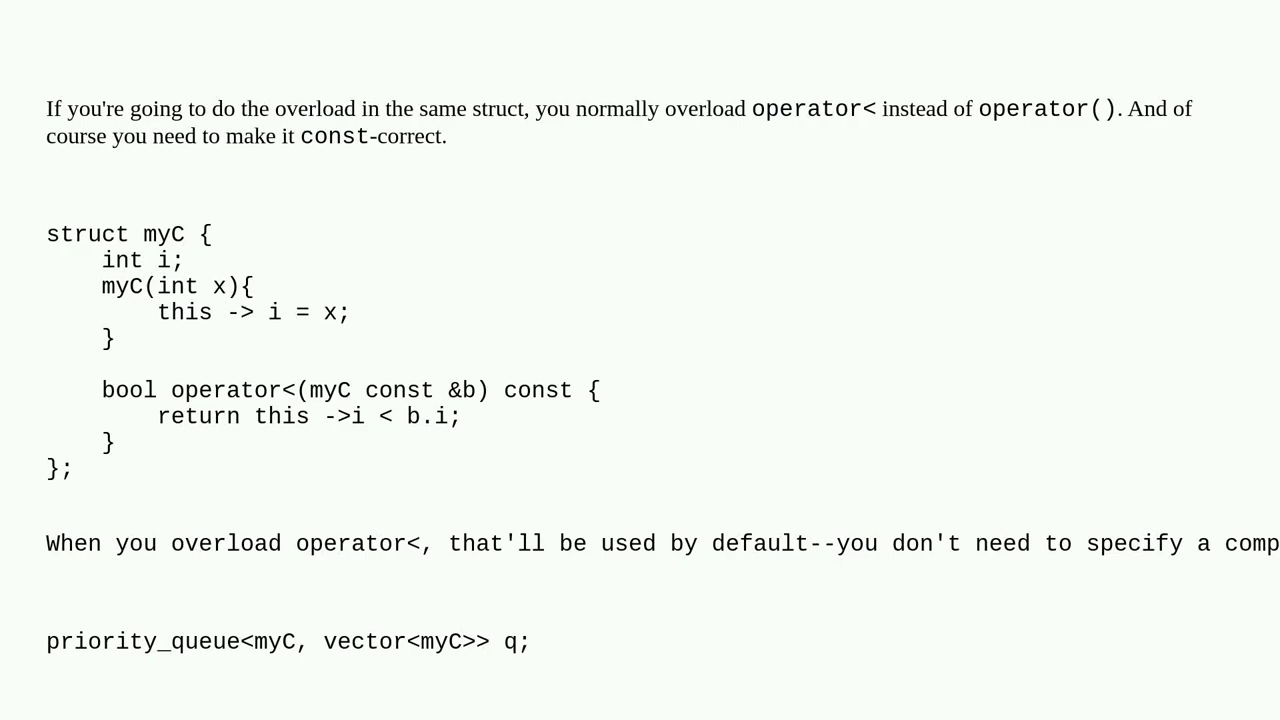 If you're going to do the overload in the same struct, you normally overload operator< instead of operator(). And of
course you need to make it const-correct.
struct myC {
    int i;
    myC(int x){
        this -> i = x;
    }
    bool operator<(myC const &b) const {
        return this ->i < b.i;
    }
};
When you overload operator<, that'll be used by default--you don't need to specify a comp
priority_queue<myC, vector<myC>> q;